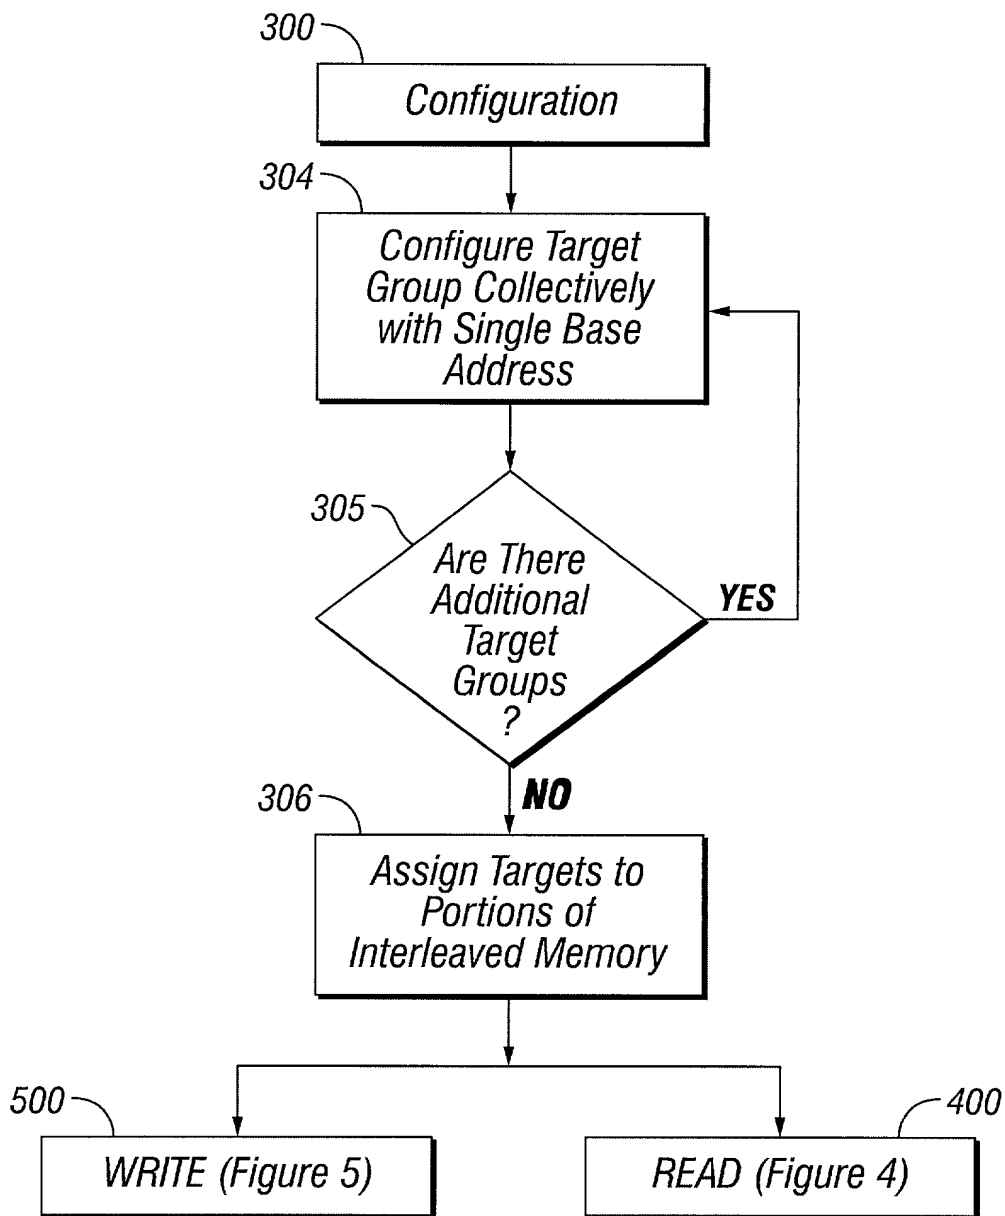 300
Configuration
304
Configure Target
Group Collectively
with Single Base
Address
305
Are There
Additional
Target
Groups
?
YES
NO
306
Assign Targets to
Portions of
Interleaved Memory
500
WRITE (Figure 5)
400
READ (Figure 4)